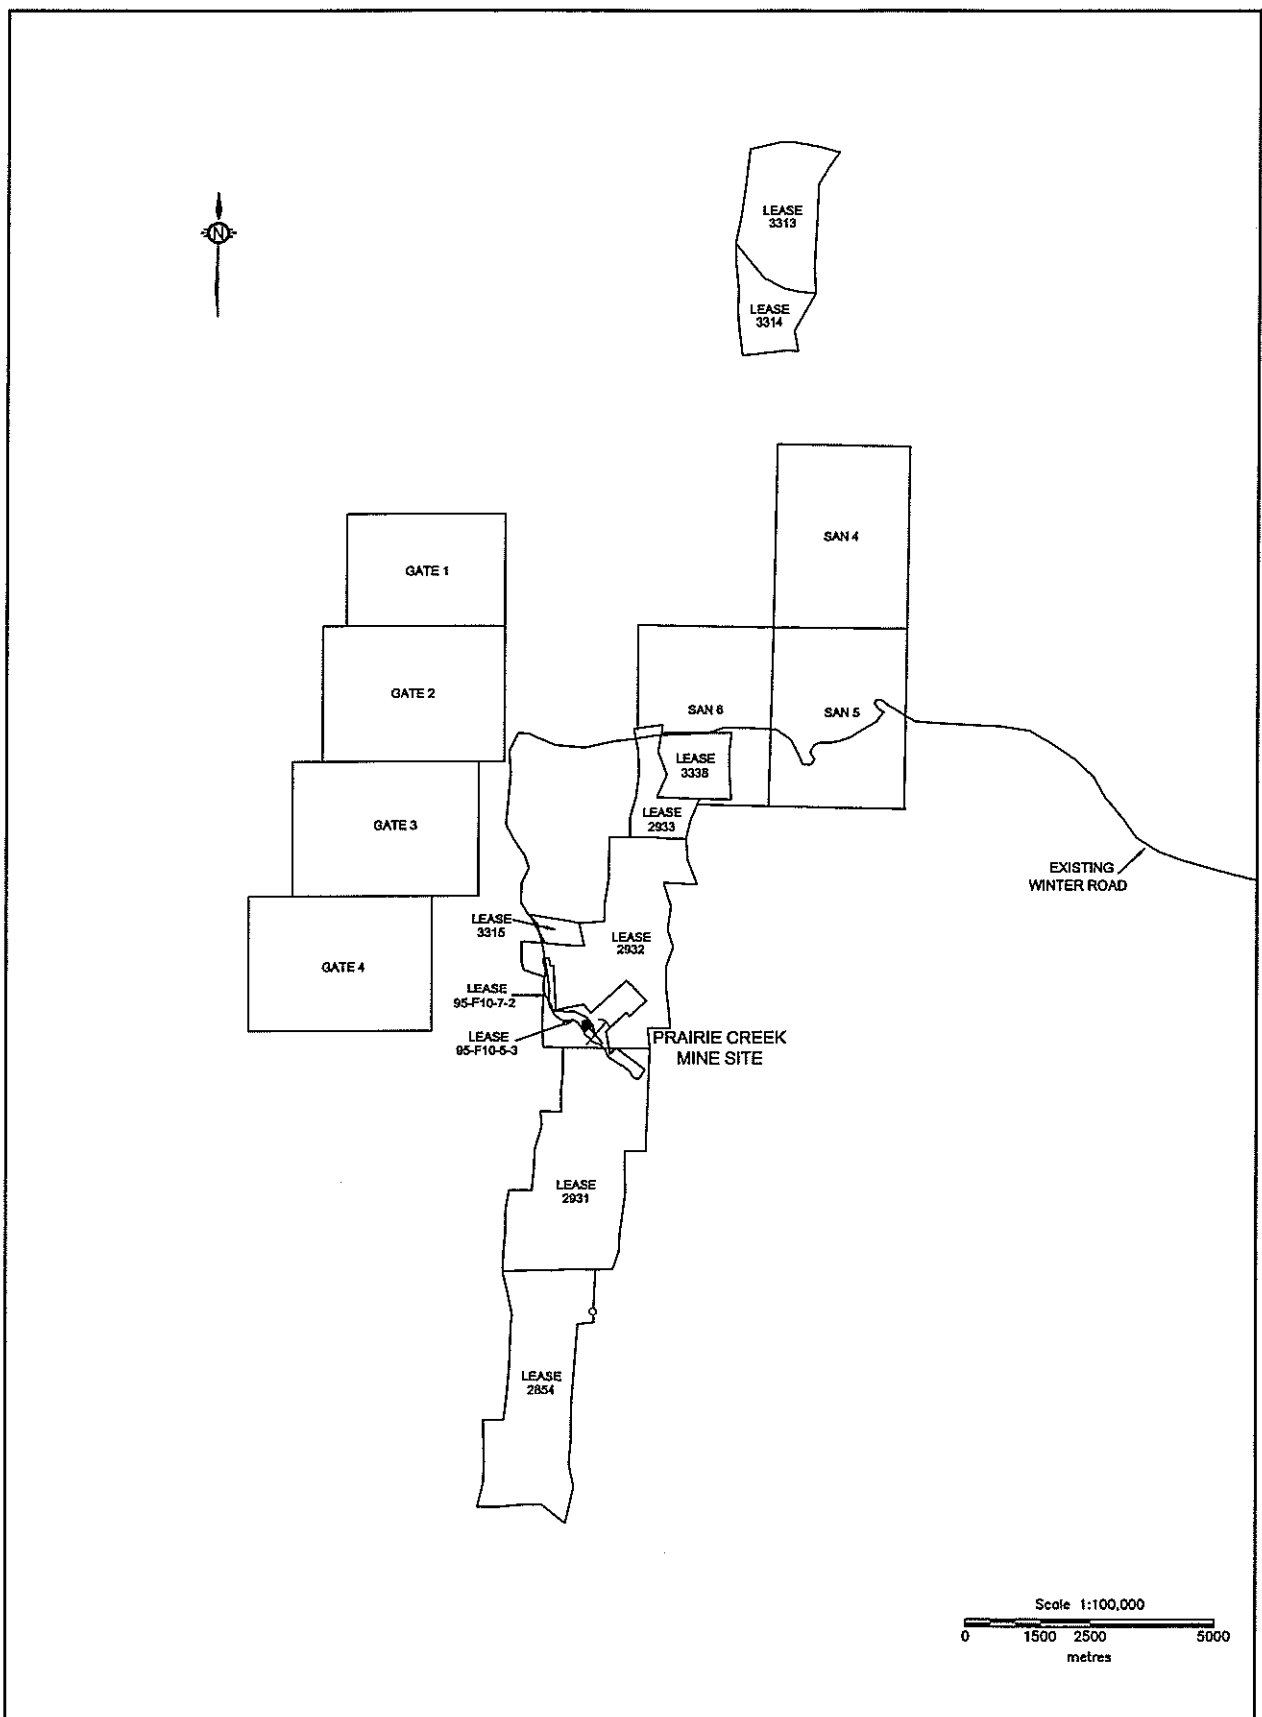 LEASE
3313
N
LEASE
3314
SAN 4
GATE 1
GATE 2
SAN 6
SAN 5
LEASE
3338
GATE 3
LEASE
2933
EXISTING
WINTER ROAD
LEASE
3315
LEASE
2932
GATE 4
LEASE
95-F10-7-2
LEASE
95-F10-5-3
PRAIRIE CREEK
MINE SITE
LEASE
2931
LEASE
2854
Scale 1:100,000
0 1500 2500 5000
metres